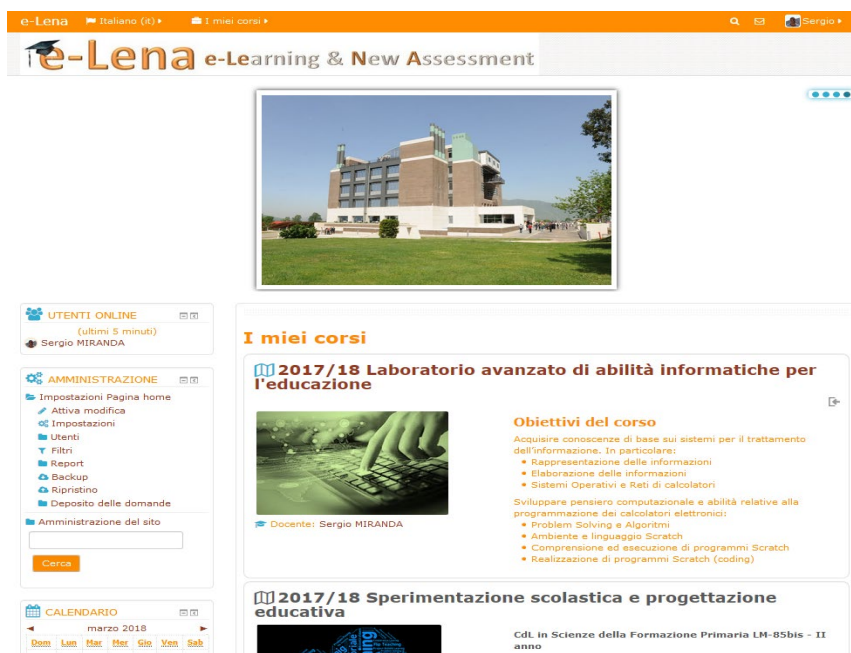 e-Lena Italiano (it) I miei corsi Sergio
e-Lena e-Learning & New Assessment
UTENTI ONLINE
(ultimi 5 minuti)
Sergio MIRANDA
AMMINISTRAZIONE
Impostazioni Pagina home
Attiva modifica
Impostazioni
Utenti
Filtri
Report
Backup
Ripristino
Deposito delle domande
Amministrazione del sito
Cerca
CALENDARIO
marzo 2018
Dom Lun Mar Mer Gio Ven Sab
I miei corsi
2017/18 Laboratorio avanzato di abilità informatiche per
l'educazione
Docente: Sergio MIRANDA
Obiettivi del corso
Acquisire conoscenze di base sui sistemi per il trattamento
dell'informazione. In particolare:
• Rappresentazione delle informazioni
• Elaborazione delle informazioni
• Sistemi Operativi e Reti di calcolatori
Sviluppare pensiero computazionale e abilità relative alla
programmazione dei calcolatori elettronici:
• Problem Solving e Algoritmi
• Ambiente e linguaggio Scratch
• Comprensione ed esecuzione di programmi Scratch
• Realizzazione di programmi Scratch (coding)
2017/18 Sperimentazione scolastica e progettazione
educativa
CdL in Scienze della Formazione Primaria LM-85bis - II
anno